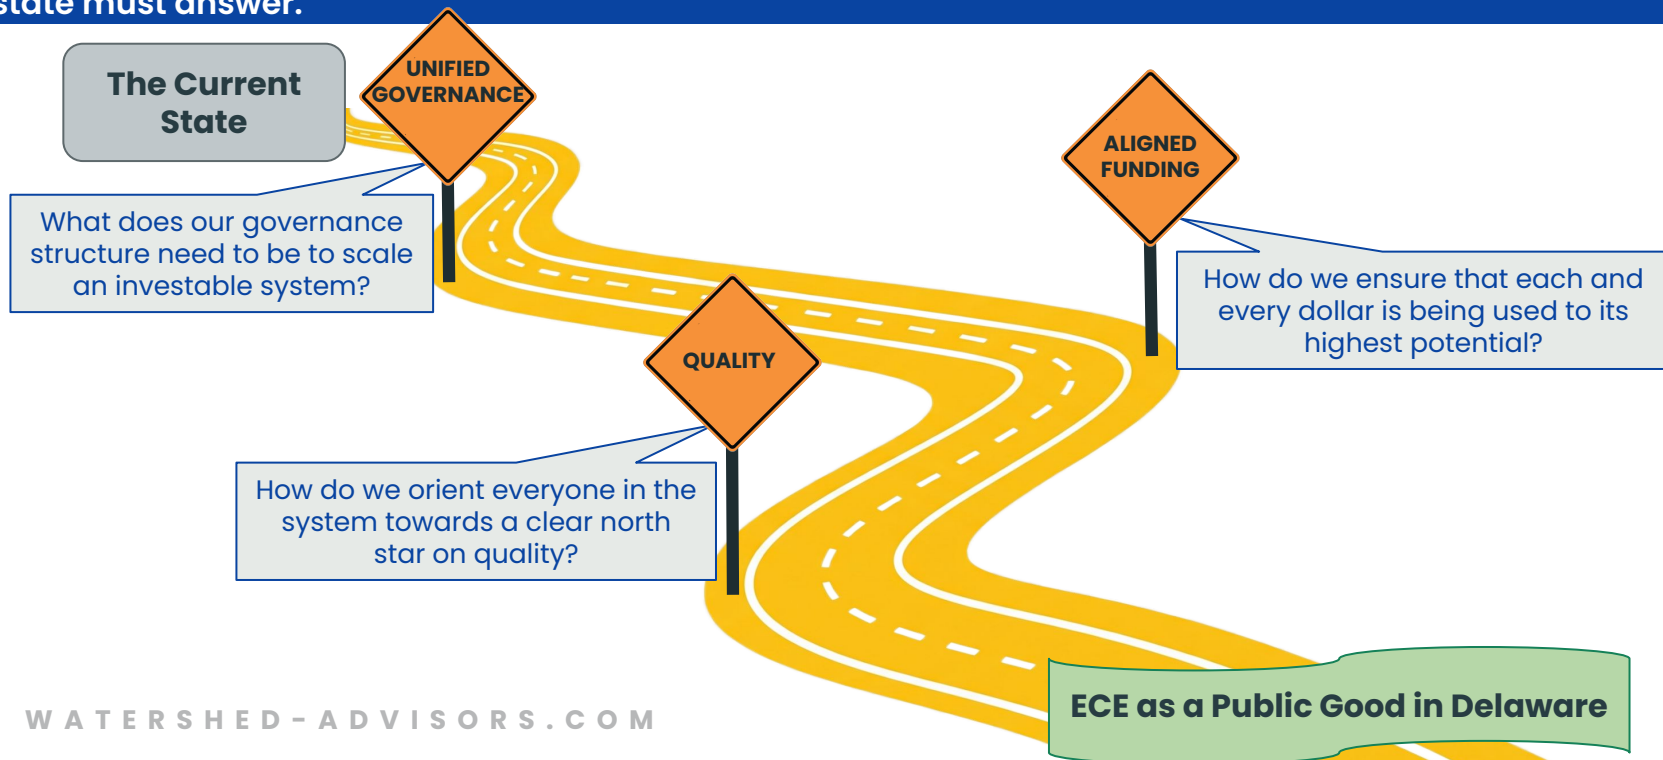 state must answer.
The Current
State
UNIFIED
GOVERNANCE
What does our governance
structure need to be to scale
an investable system?
ALIGNED
FUNDING
How do we ensure that each and
every dollar is being used to its
highest potential?
QUALITY
How do we orient everyone in the
system towards a clear north
star on quality?
ECE as a Public Good in Delaware
WATERSHED-ADVISORS.COM